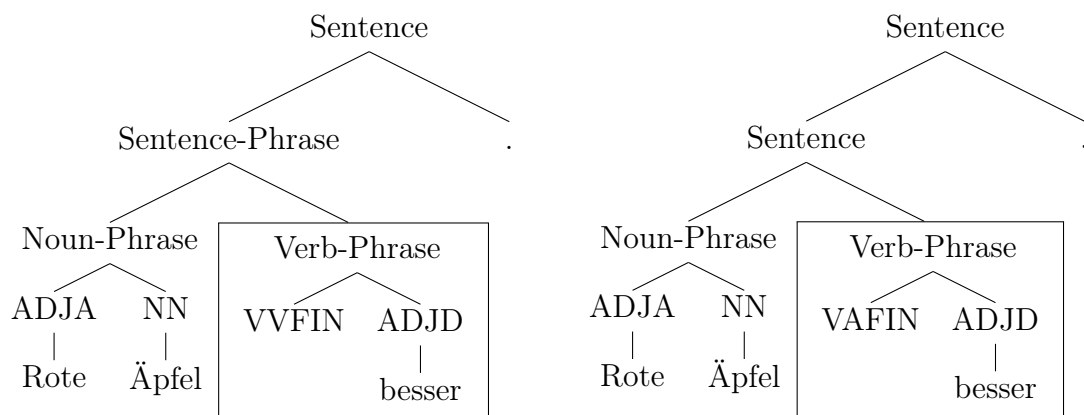 Sentence
Sentence-Phrase .
Noun-Phrase Verb-Phrase
ADJA NN VVFIN ADJD
Rote Äpfel besser
Sentence
Sentence .
Noun-Phrase Verb-Phrase
ADJA NN VAFIN ADJD
Rote Äpfel besser